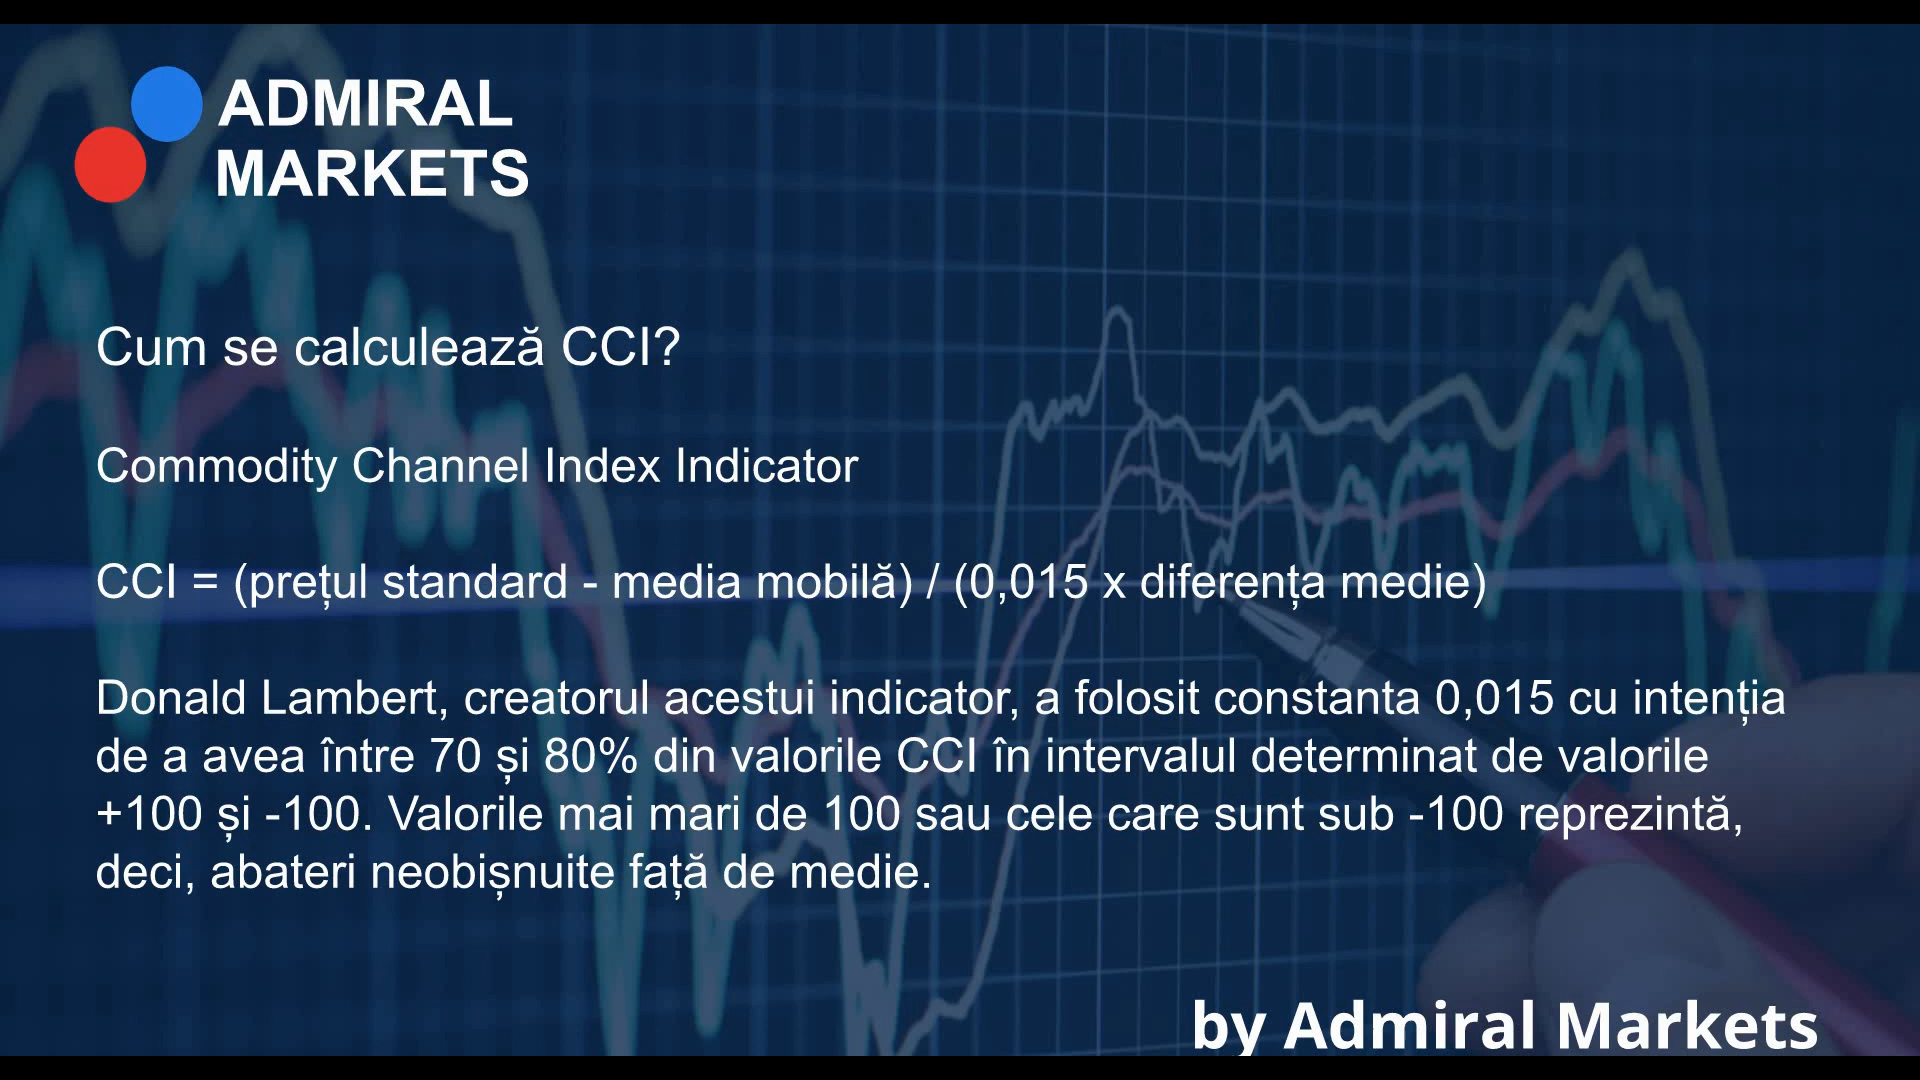 ADMIRAL
MARKETS
Cum se calculează CCI?
Commodity Channel Index Indicator
CCI = (prețul standard - media mobilă) / (0,015 x diferența medie)
Donald Lambert, creatorul acestui indicator, a folosit constanta 0,015 cu intenția
de a avea între 70 și 80% din valorile CCI în intervalul determinat de valorile
+100 și -100. Valorile mai mari de 100 sau cele care sunt sub -100 reprezintă,
deci, abateri neobișnuite față de medie.
by Admiral Markets